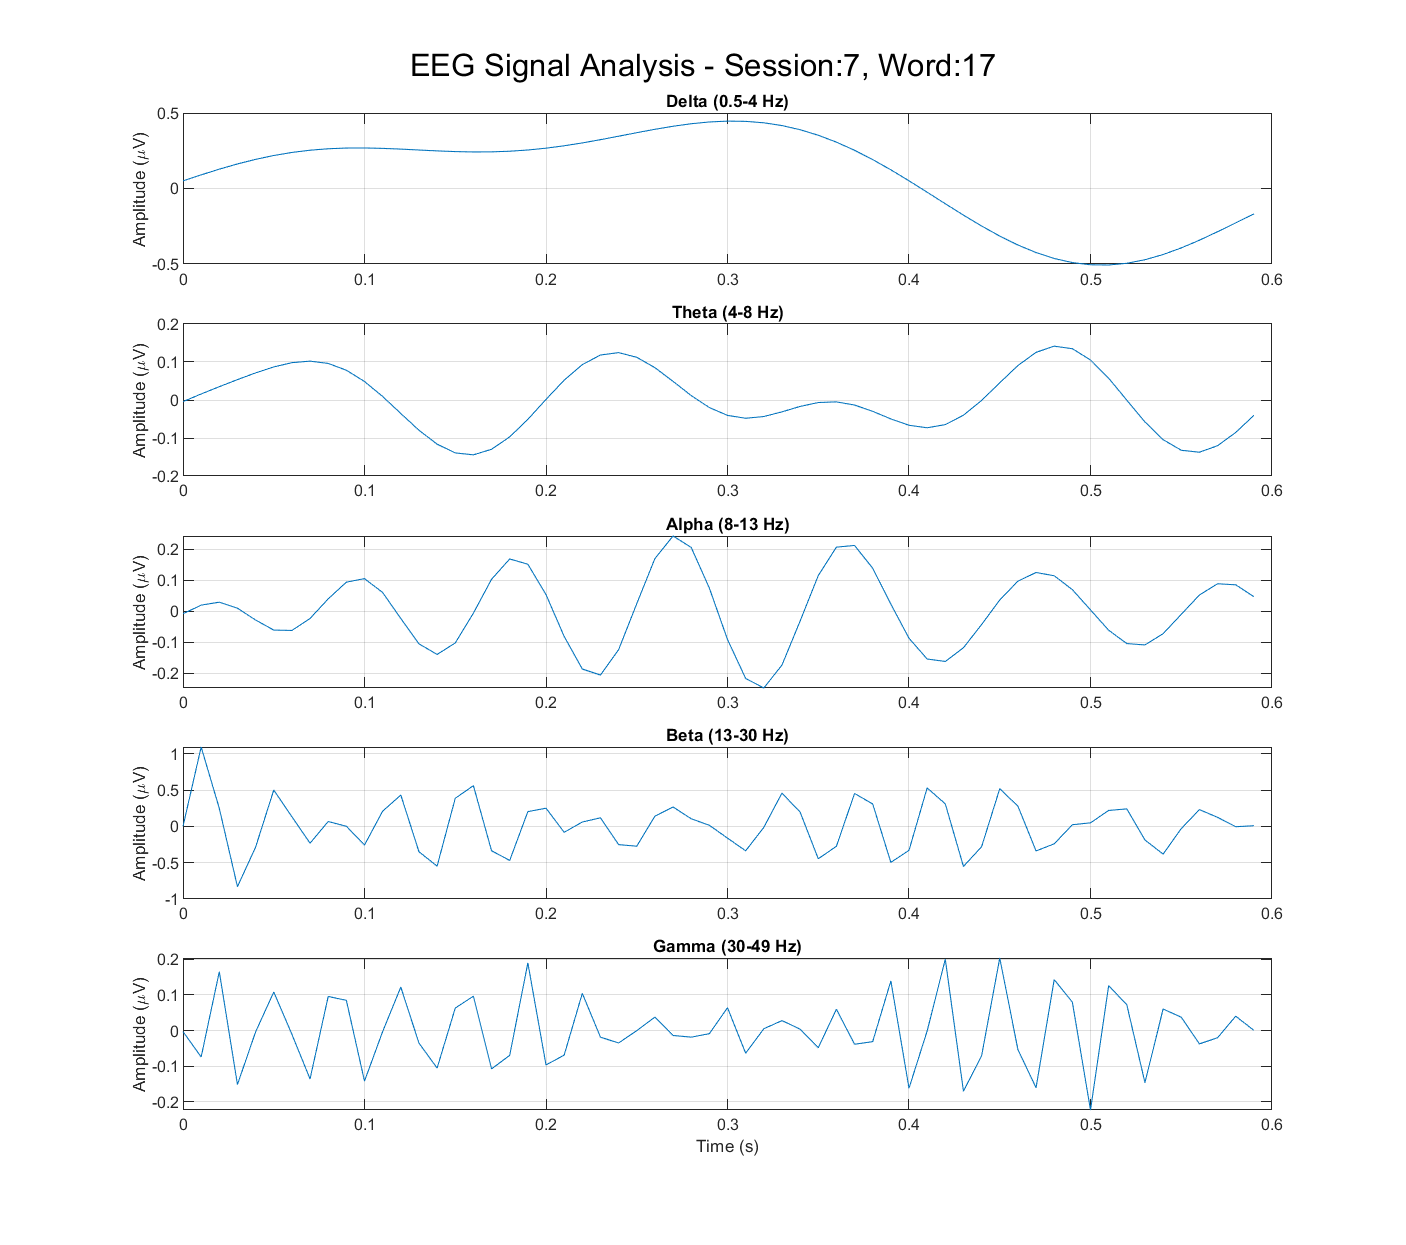 EEG Signal Analysis - Session:7, Word:17
Delta (0.5-4 Hz)
Amplitude (μV)
0.5
0
-0.5
0 0.1 0.2 0.3 0.4 0.5 0.6
Theta (4-8 Hz)
Amplitude (μV)
0.2
0.1
0
-0.1
-0.2
0 0.1 0.2 0.3 0.4 0.5 0.6
Alpha (8-13 Hz)
Amplitude (μV)
0.2
0.1
0
-0.1
-0.2
0 0.1 0.2 0.3 0.4 0.5 0.6
Beta (13-30 Hz)
Amplitude (μV)
1
0.5
0
-0.5
-1
0 0.1 0.2 0.3 0.4 0.5 0.6
Gamma (30-49 Hz)
Amplitude (μV)
0.2
0.1
0
-0.1
-0.2
0 0.1 0.2 0.3 0.4 0.5 0.6
Time (s)